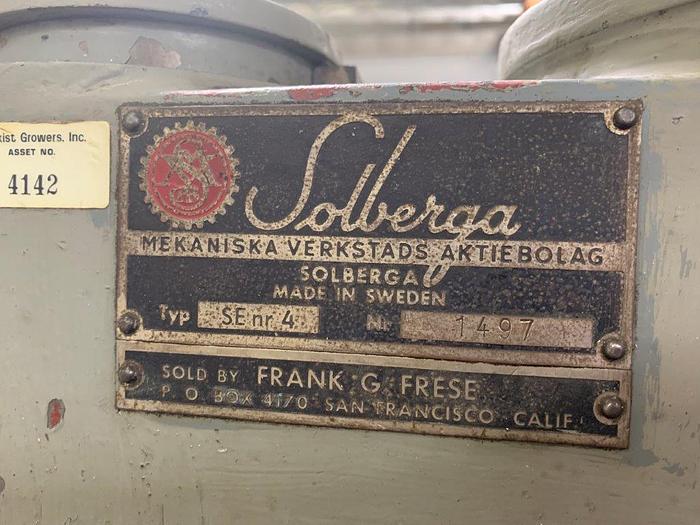 kist Growers, Inc.
ASSET NO.
4142
Solberga
MEKANISKA VERKSTADS AKTIEBOLAG
SOLBERGA
MADE IN SWEDEN
Typ SE nr 4 Nr 1497
SOLD BY FRANK G. FRESE
P. O. BOX 4170 SAN FRANCISCO CALIF.